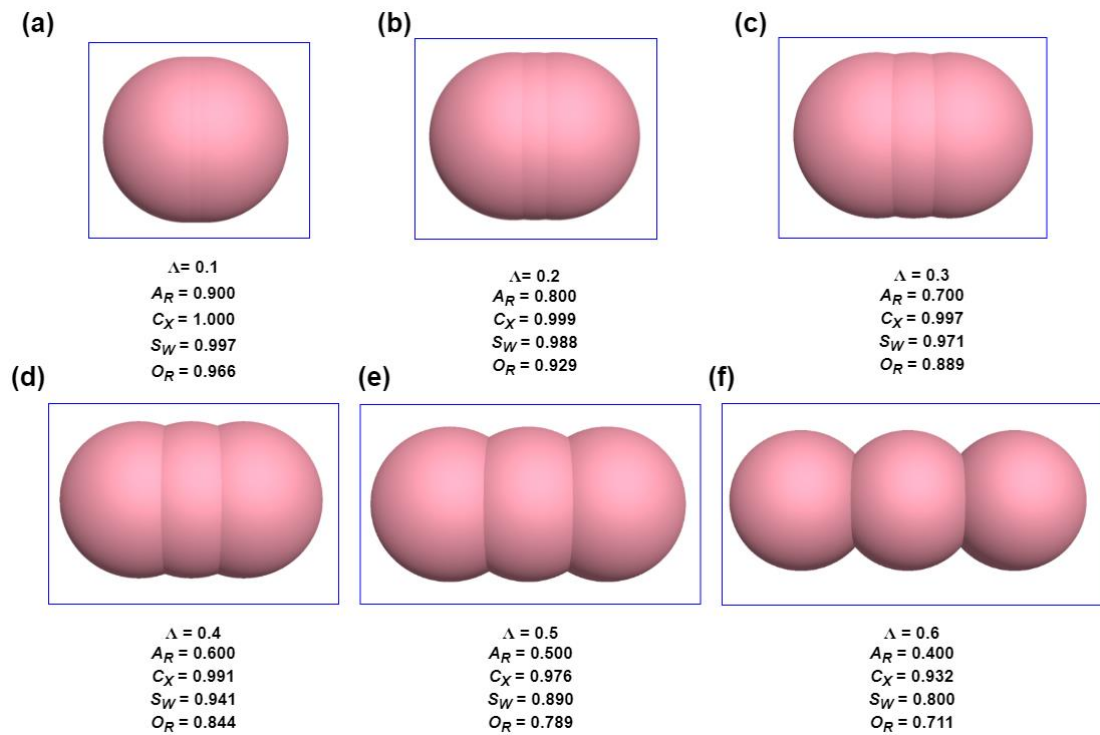 (a)
Λ= 0.1
A_R = 0.900
C_X = 1.000
S_W = 0.997
O_R = 0.966
(b)
Λ= 0.2
A_R = 0.800
C_X = 0.999
S_W = 0.988
O_R = 0.929
(c)
Λ = 0.3
A_R = 0.700
C_X = 0.997
S_W = 0.971
O_R = 0.889
(d)
Λ = 0.4
A_R = 0.600
C_X = 0.991
S_W = 0.941
O_R = 0.844
(e)
Λ = 0.5
A_R = 0.500
C_X = 0.976
S_W = 0.890
O_R = 0.789
(f)
Λ = 0.6
A_R = 0.400
C_X = 0.932
S_W = 0.800
O_R = 0.711